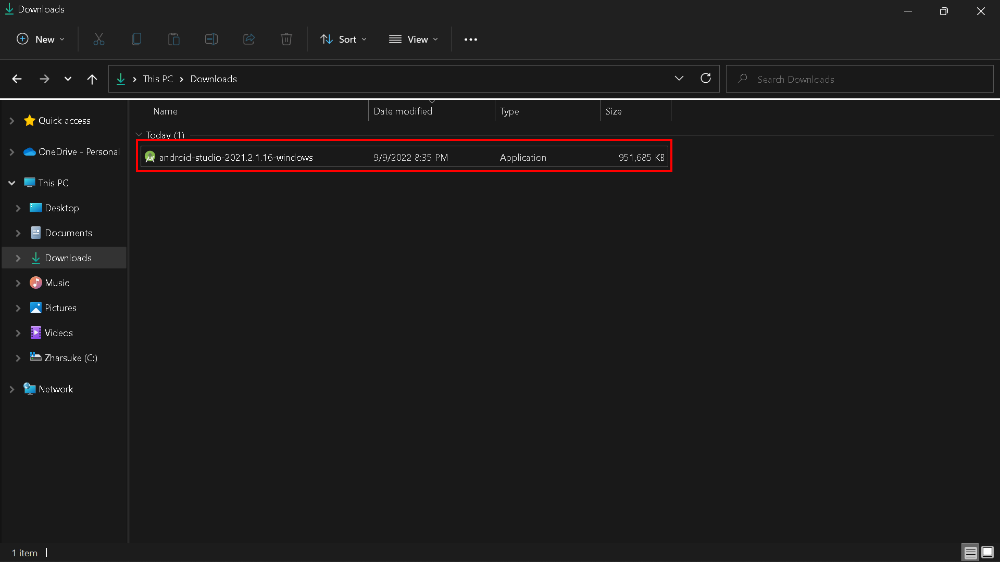 Downloads
New
Sort
View
This PC
Downloads
Search Downloads
Name
Date modified
Type
Size
Quick access
Today (1)
OneDrive - Personal
android-studio-2021.2.1.16-windows
9/9/2022 8:35 PM
Application
951,685 KB
This PC
Desktop
Documents
Downloads
Music
Pictures
Videos
Zharsuke (C:)
Network
1 item